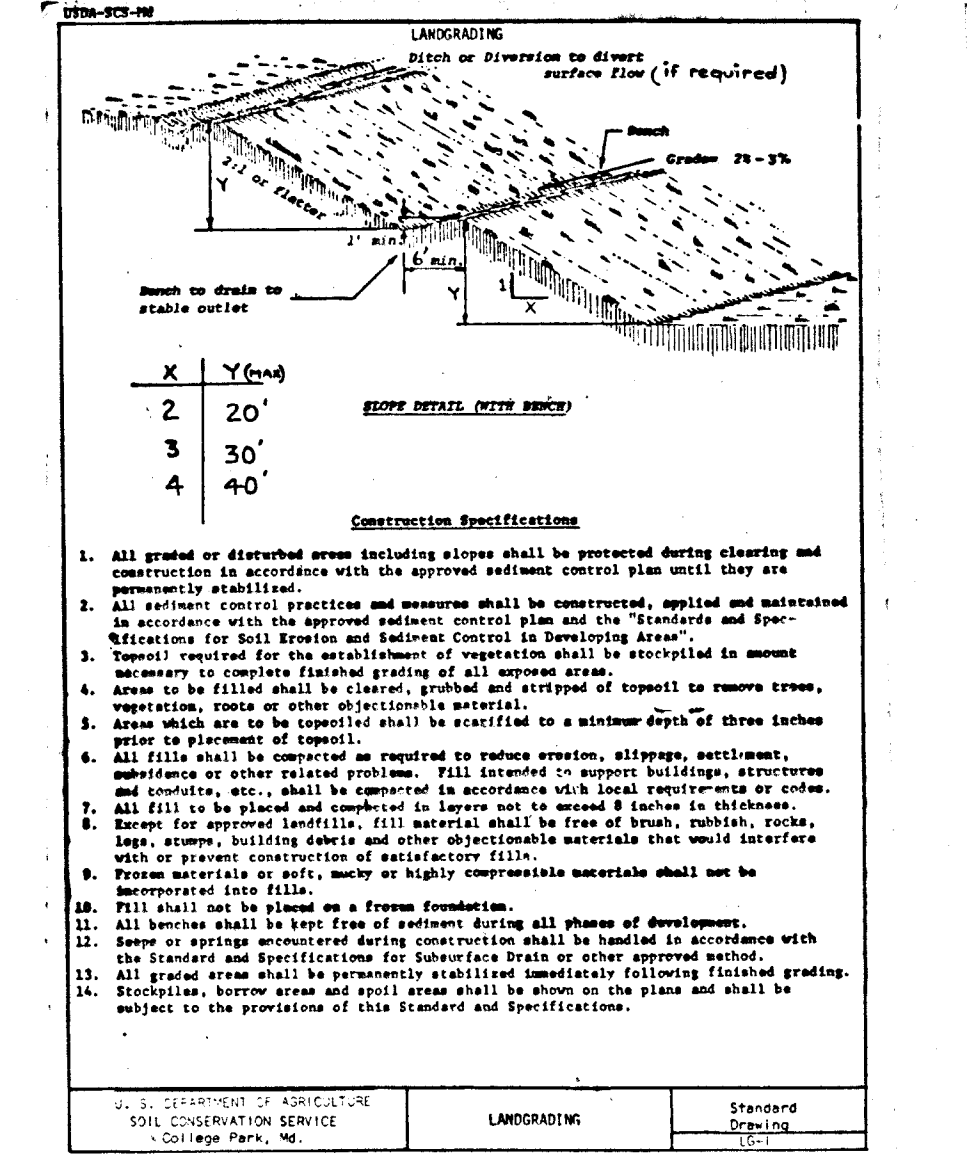 USDA-SCS-Md
LANDGRADING
Ditch or Diversion to divert
surface flow (if required)
Bench
Grade= 2%-3%
2:1 or flatter
Y
1' min.
6' min.
Bench to drain to
stable outlet
Y
1
X
X Y (MAX)
2 20'
3 30'
4 40'
SLOPE DETAIL (WITH BENCH)
Construction Specifications
1. All graded or disturbed areas including slopes shall be protected during clearing and
construction in accordance with the approved sediment control plan until they are
permanently stabilized.
2. All sediment control practices and measures shall be constructed, applied and maintained
in accordance with the approved sediment control plan and the "Standards and Spec-
ifications for Soil Erosion and Sediment Control in Developing Areas".
3. Topsoil required for the establishment of vegetation shall be stockpiled in amount
necessary to complete finished grading of all exposed areas.
4. Areas to be filled shall be cleared, grubbed and stripped of topsoil to remove trees,
vegetation, roots or other objectionable material.
5. Areas which are to be topsoiled shall be scarified to a minimum depth of three inches
prior to placement of topsoil.
6. All fills shall be compacted as required to reduce erosion, slippage, settlement,
subsidence or other related problems. Fill intended to support buildings, structures
and conduits, etc., shall be compacted in accordance with local requirements or codes.
7. All fill to be placed and compacted in layers not to exceed 8 inches in thickness.
8. Except for approved landfills, fill material shall be free of brush, rubbish, rocks,
logs, stumps, building debris and other objectionable materials that would interfere
with or prevent construction of satisfactory fills.
9. Frozen materials or soft, mucky or highly compressible materials shall not be
incorporated into fills.
10. Fill shall not be placed on a frozen foundation.
11. All benches shall be kept free of sediment during all phases of development.
12. Seeps or springs encountered during construction shall be handled in accordance with
the Standard and Specifications for Subsurface Drain or other approved method.
13. All graded areas shall be permanently stabilized immediately following finished grading.
14. Stockpiles, borrow areas and spoil areas shall be shown on the plans and shall be
subject to the provisions of this Standard and Specifications.
U. S. DEPARTMENT OF AGRICULTURE
SOIL CONSERVATION SERVICE
College Park, Md.
LANDGRADING
Standard
Drawing
LG-1